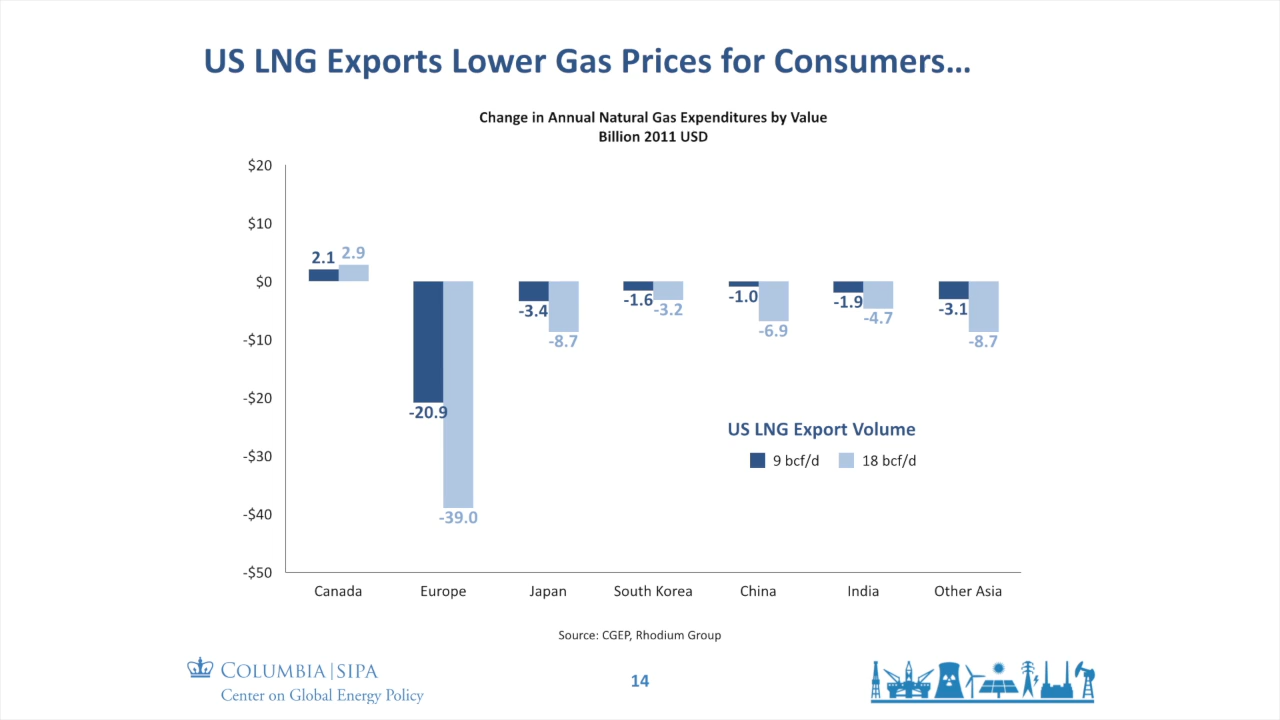 US LNG Exports Lower Gas Prices for Consumers…
Change in Annual Natural Gas Expenditures by Value
Billion 2011 USD
$20
$10
$0
-$10
-$20
-$30
-$40
-$50
2.1 2.9
-20.9
-39.0
-3.4
-8.7
-1.6
-3.2
-1.0
-6.9
-1.9
-4.7
-3.1
-8.7
US LNG Export Volume
9 bcf/d 18 bcf/d
Canada Europe Japan South Korea China India Other Asia
Source: CGEP, Rhodium Group
COLUMBIA | SIPA
Center on Global Energy Policy
14